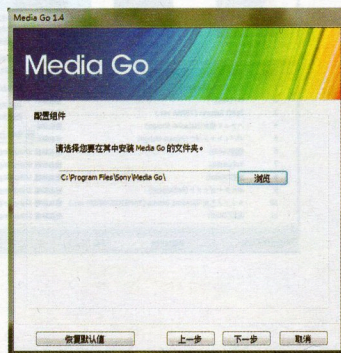 Media Go 1.4
Media Go
配置组件
请选择您要在其中安装 Media Go 的文件夹。
C:\Program Files\Sony\Media Go\
浏览
恢复默认值
上一步
下一步
取消